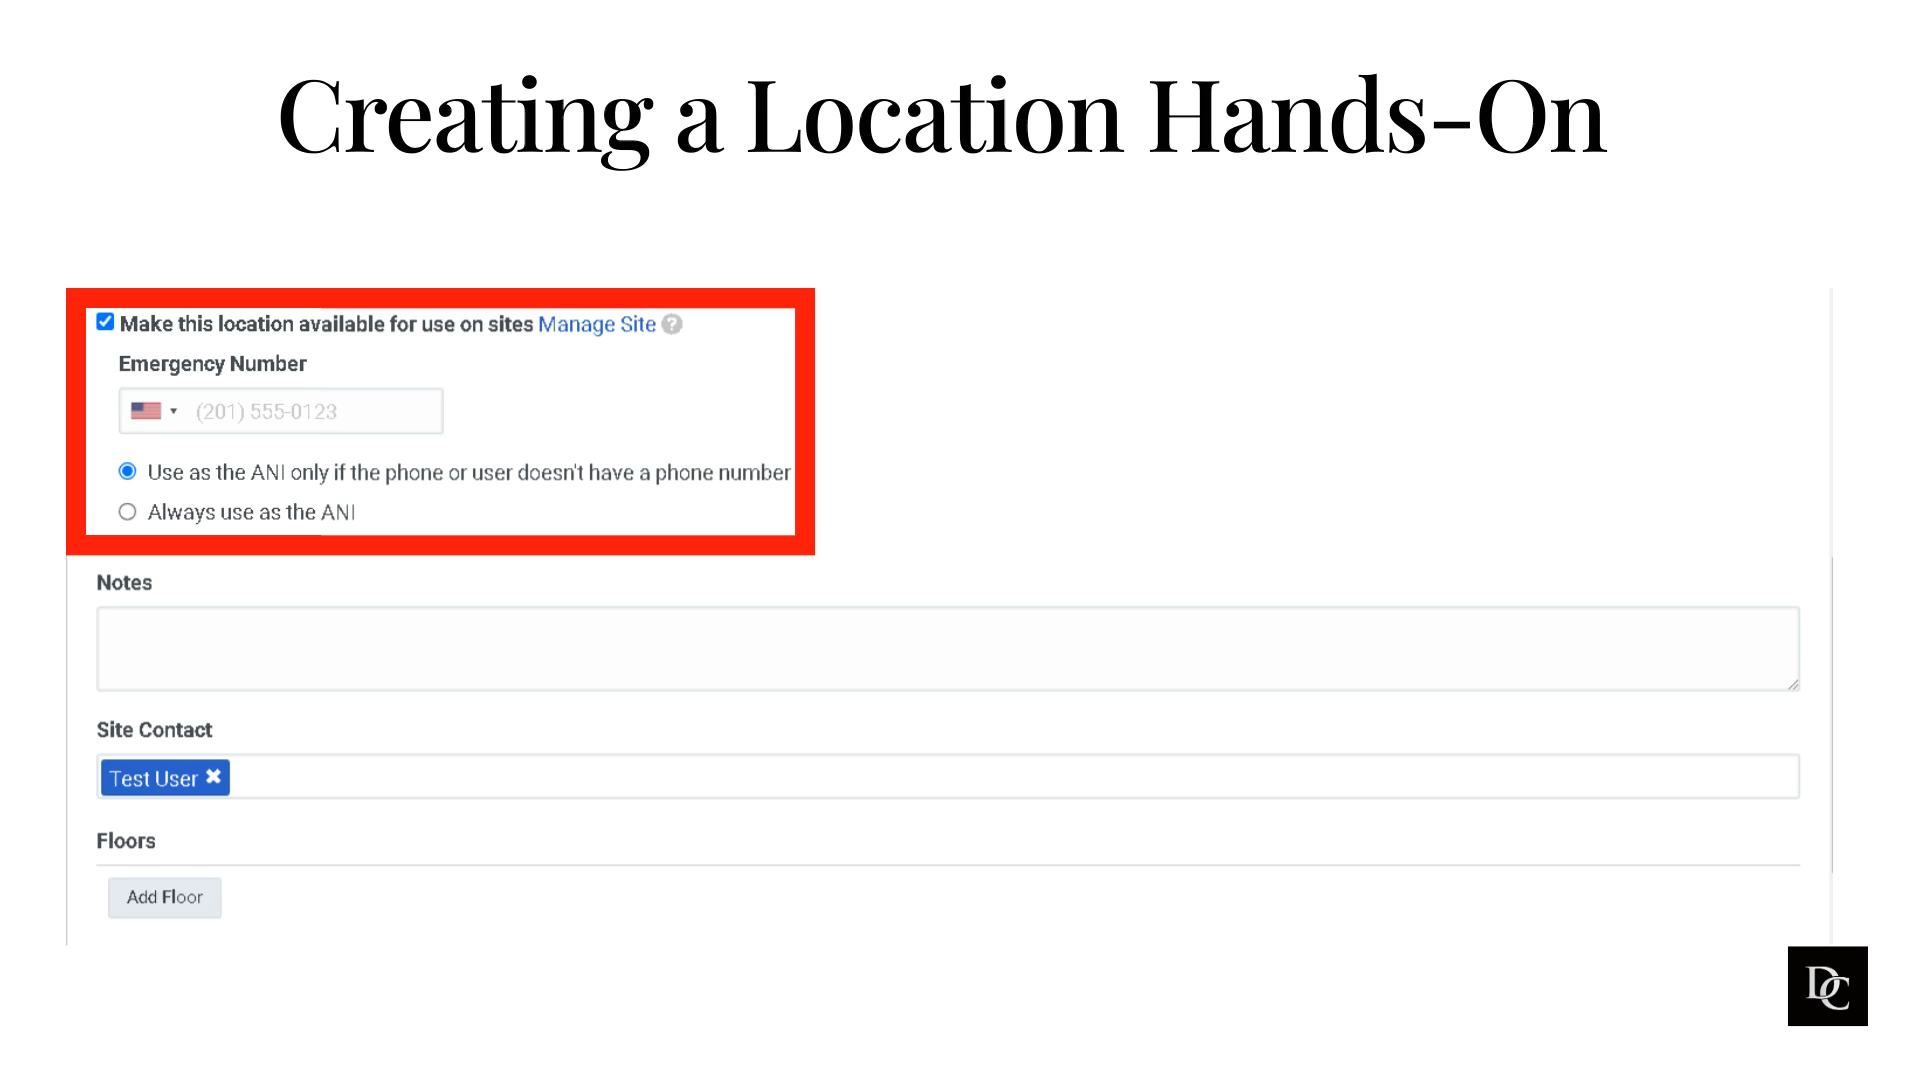 Creating a Location Hands-On
Make this location available for use on sites Manage Site ?
Emergency Number
(201) 555-0123
Use as the ANI only if the phone or user doesn't have a phone number
Always use as the ANI
Notes
Site Contact
Test User ✖
Floors
Add Floor
DC